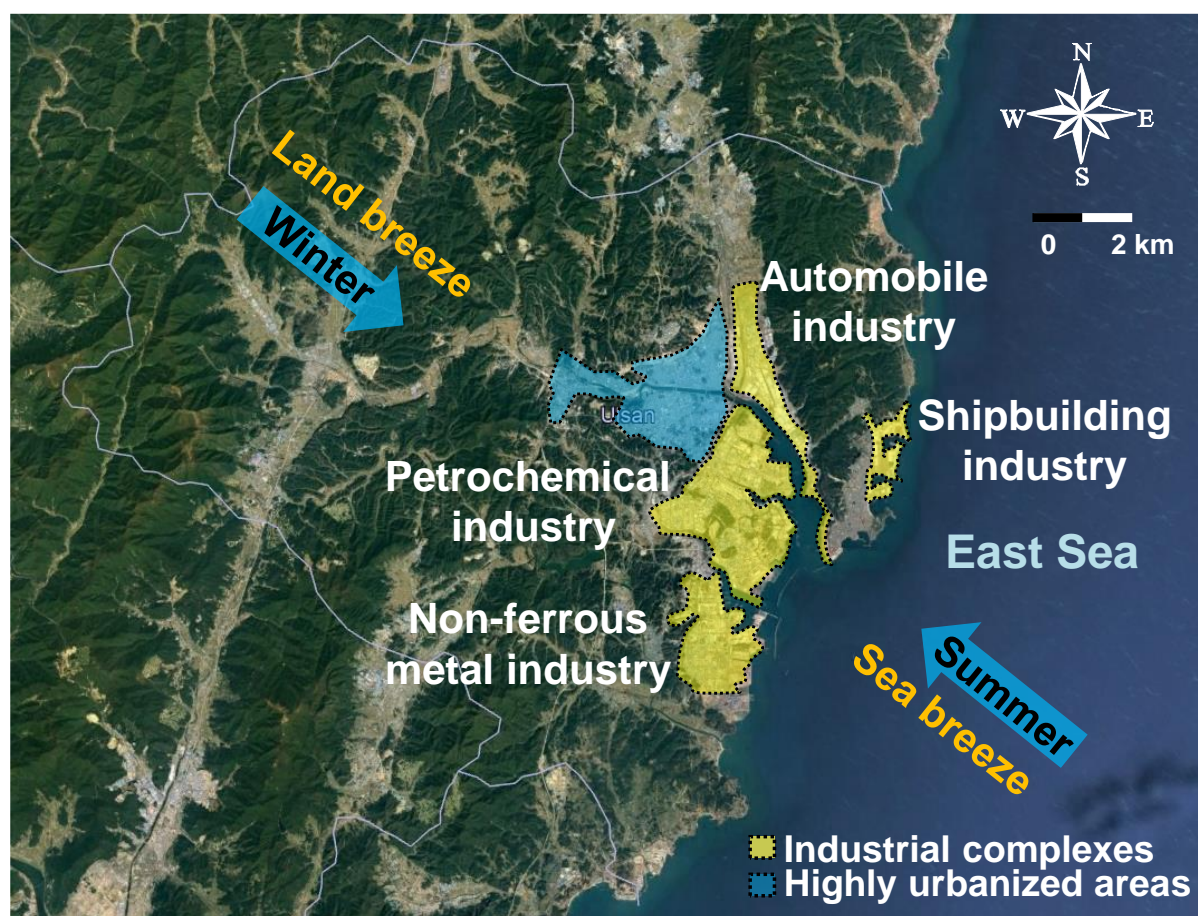 N
W E
S
0 2 km
Land breeze
Winter
Automobile
industry
Ulsan
Shipbuilding
industry
Petrochemical
industry
East Sea
Non-ferrous
metal industry
Summer
Sea breeze
Industrial complexes
Highly urbanized areas